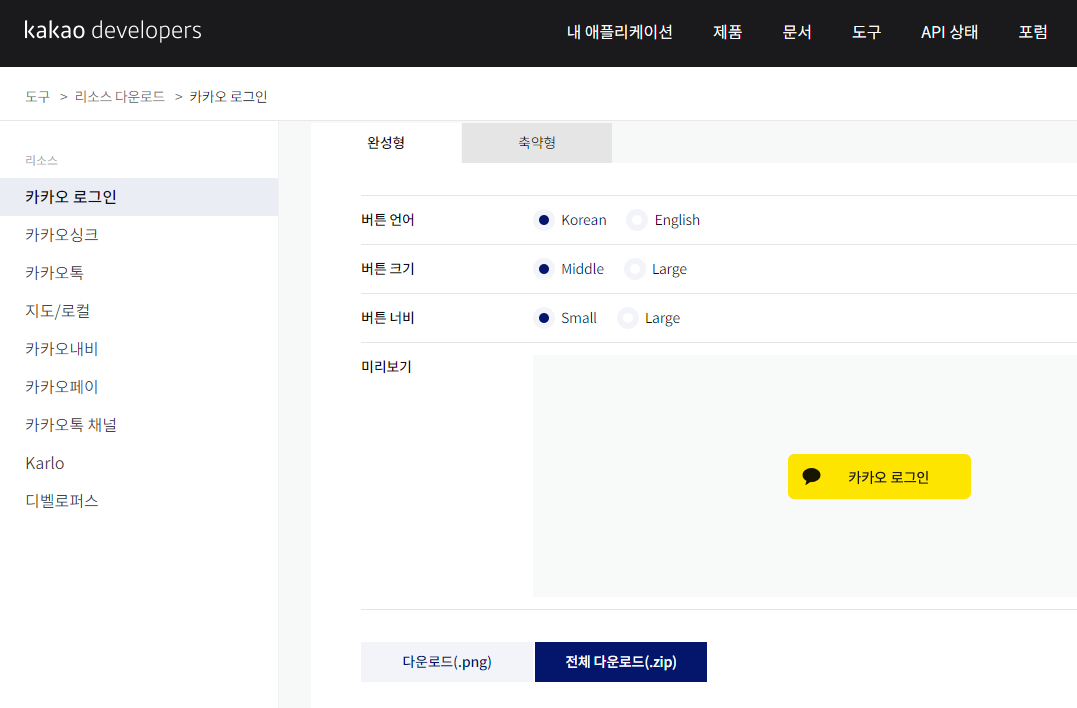 kakao developers
내 애플리케이션 제품 문서 도구 API 상태 포럼
도구 > 리소스 다운로드 > 카카오 로그인
리소스
카카오 로그인
카카오싱크
카카오톡
지도/로컬
카카오내비
카카오페이
카카오톡 채널
Karlo
디벨로퍼스
완성형 축약형
버튼 언어 Korean English
버튼 크기 Middle Large
버튼 너비 Small Large
미리보기
카카오 로그인
다운로드(.png) 전체 다운로드(.zip)